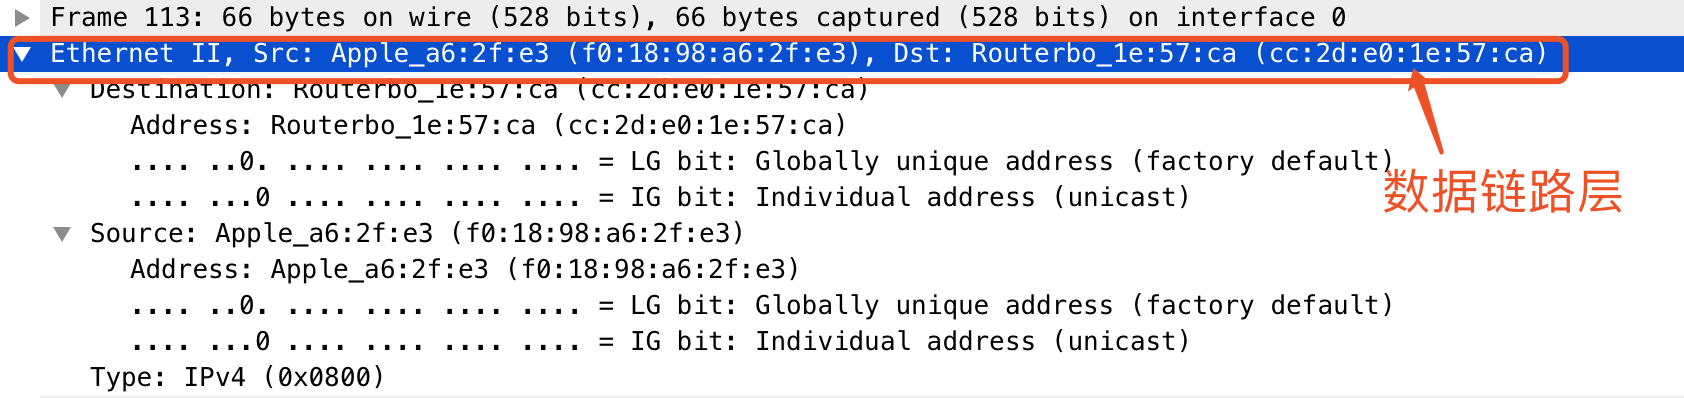 Frame 113: 66 bytes on wire (528 bits), 66 bytes captured (528 bits) on interface 0
Ethernet II, Src: Apple_a6:2f:e3 (f0:18:98:a6:2f:e3), Dst: Routerbo_1e:57:ca (cc:2d:e0:1e:57:ca)
Destination: Routerbo_1e:57:ca (cc:2d:e0:1e:57:ca)
Address: Routerbo_1e:57:ca (cc:2d:e0:1e:57:ca)
.... ..0. .... .... .... .... = LG bit: Globally unique address (factory default)
数据链路层
.... ...0 .... .... .... .... = IG bit: Individual address (unicast)
Source: Apple_a6:2f:e3 (f0:18:98:a6:2f:e3)
Address: Apple_a6:2f:e3 (f0:18:98:a6:2f:e3)
.... ..0. .... .... .... .... = LG bit: Globally unique address (factory default)
.... ...0 .... .... .... .... = IG bit: Individual address (unicast)
Type: IPv4 (0x0800)